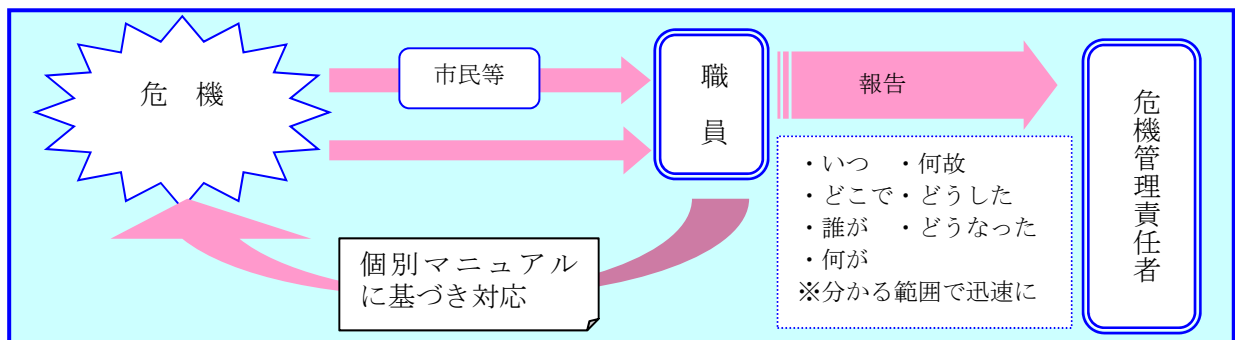 危　機
市民等
職員
報告
・いつ　・何故
・どこで・どうした
・誰が　・どうなった
・何が
※分かる範囲で迅速に
危機管理責任者
個別マニュアル
に基づき対応